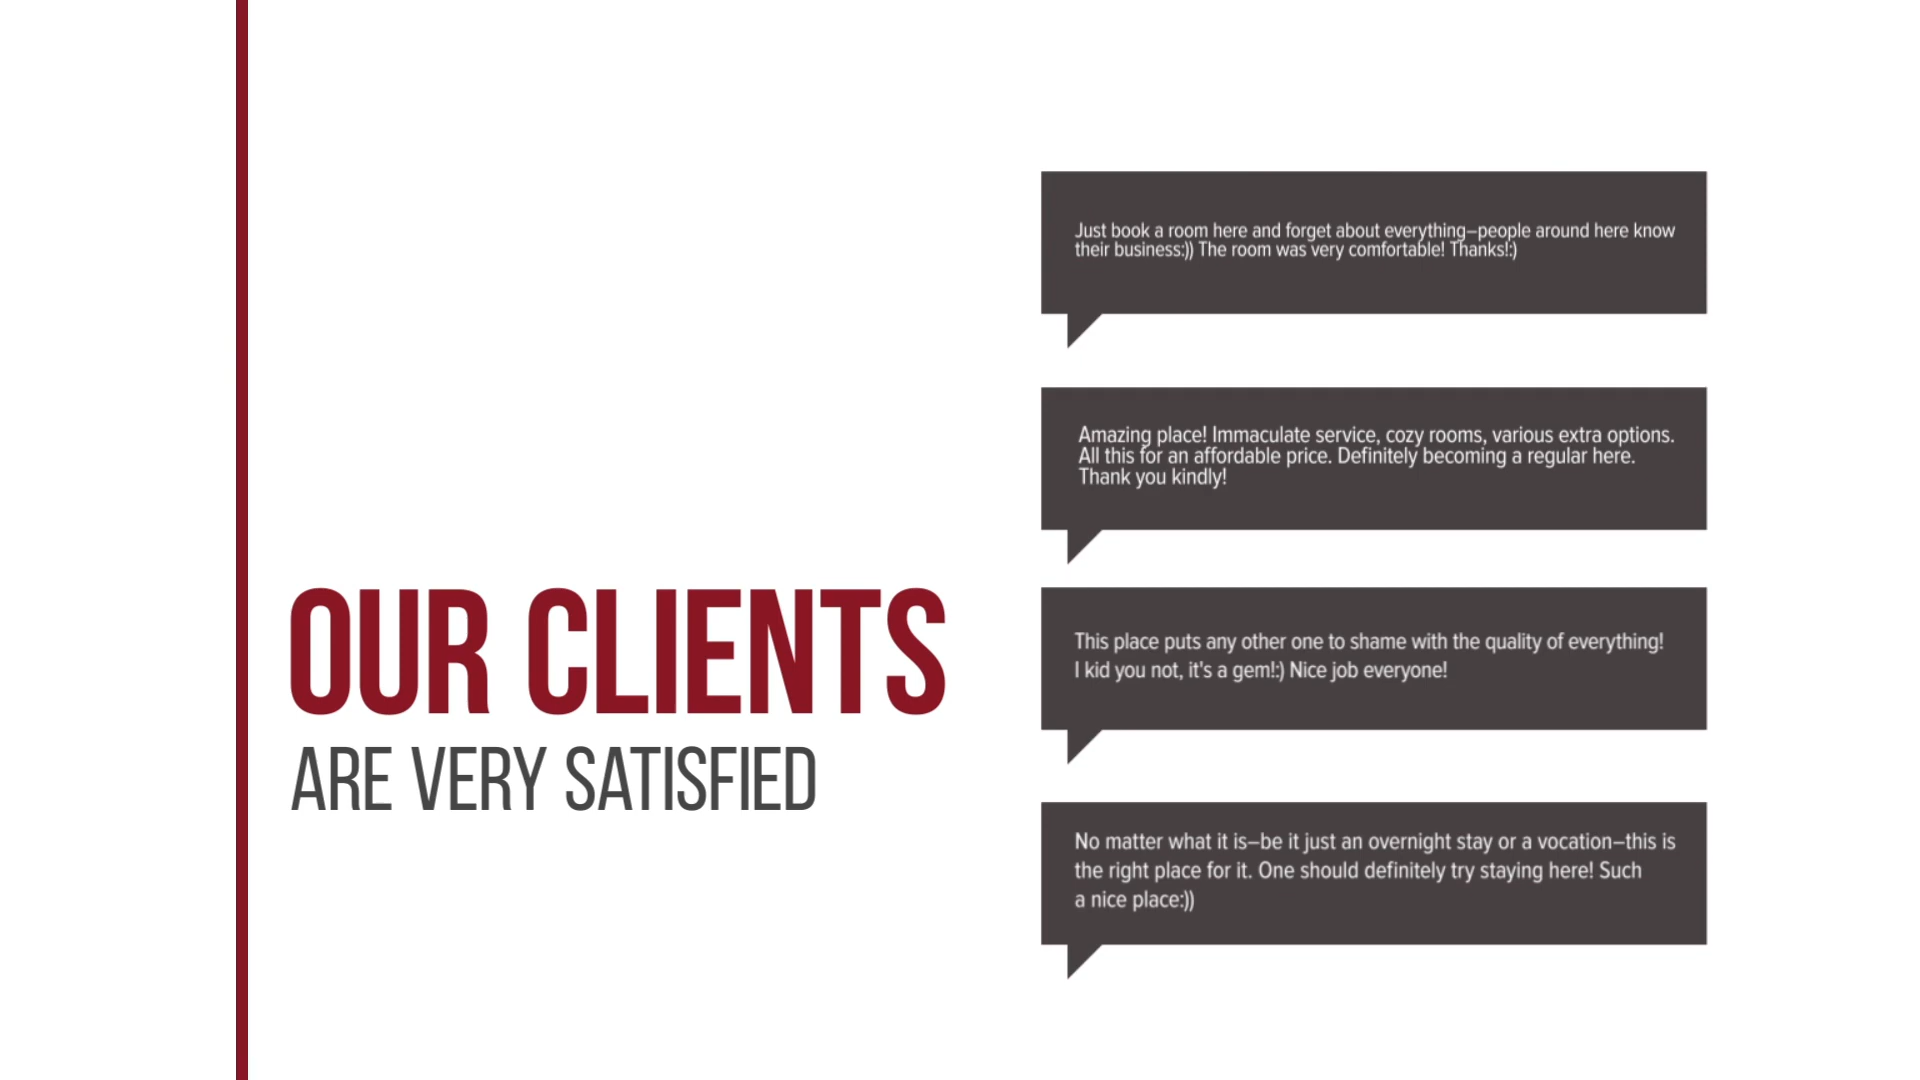 OUR CLIENTS
ARE VERY SATISFIED
Just book a room here and forget about everything–people around here know
their business:)) The room was very comfortable! Thanks!:)
Amazing place! Immaculate service, cozy rooms, various extra options.
All this for an affordable price. Definitely becoming a regular here.
Thank you kindly!
This place puts any other one to shame with the quality of everything!
I kid you not, it's a gem!:) Nice job everyone!
No matter what it is–be it just an overnight stay or a vocation–this is
the right place for it. One should definitely try staying here! Such
a nice place:))